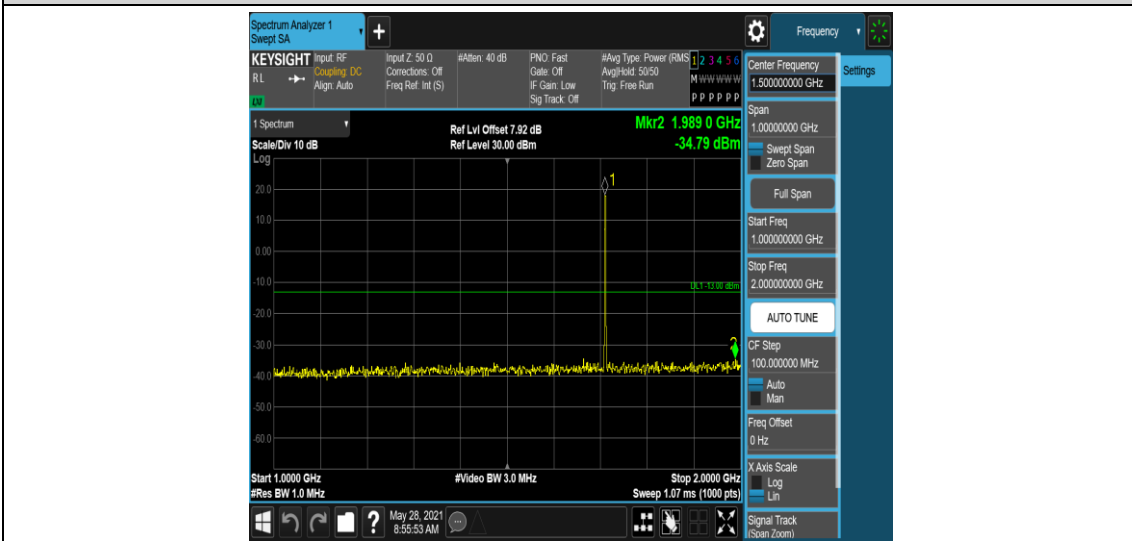 Spectrum Analyzer 1
Swept SA
Frequency
KEYSIGHT
RL
LXI
Input: RF
Coupling: DC
Align: Auto
Input Z: 50 Ω
Corrections: Off
Freq Ref: Int (S)
#Atten: 40 dB
PNO: Fast
Gate: Off
IF Gain: Low
Sig Track: Off
#Avg Type: Power (RMS
Avg|Hold: 50/50
Trig: Free Run
1 2 3 4 5 6
M W W W W W
P P P P P P
1 Spectrum
Scale/Div 10 dB
Log
Ref Lvl Offset 7.92 dB
Ref Level 30.00 dBm
Mkr2 1.989 0 GHz
-34.79 dBm
1
20.0
10.0
0.00
-10.0
DL1 -13.00 dBm
-20.0
-30.0
2
-40.0
-50.0
-60.0
Start 1.0000 GHz
#Res BW 1.0 MHz
#Video BW 3.0 MHz
Stop 2.0000 GHz
Sweep 1.07 ms (1000 pts)
?
May 28, 2021
8:55:53 AM
Center Frequency
1.500000000 GHz
Settings
Span
1.00000000 GHz
Swept Span
Zero Span
Full Span
Start Freq
1.000000000 GHz
Stop Freq
2.000000000 GHz
AUTO TUNE
CF Step
100.000000 MHz
Auto
Man
Freq Offset
0 Hz
X Axis Scale
Log
Lin
Signal Track
(Span Zoom)